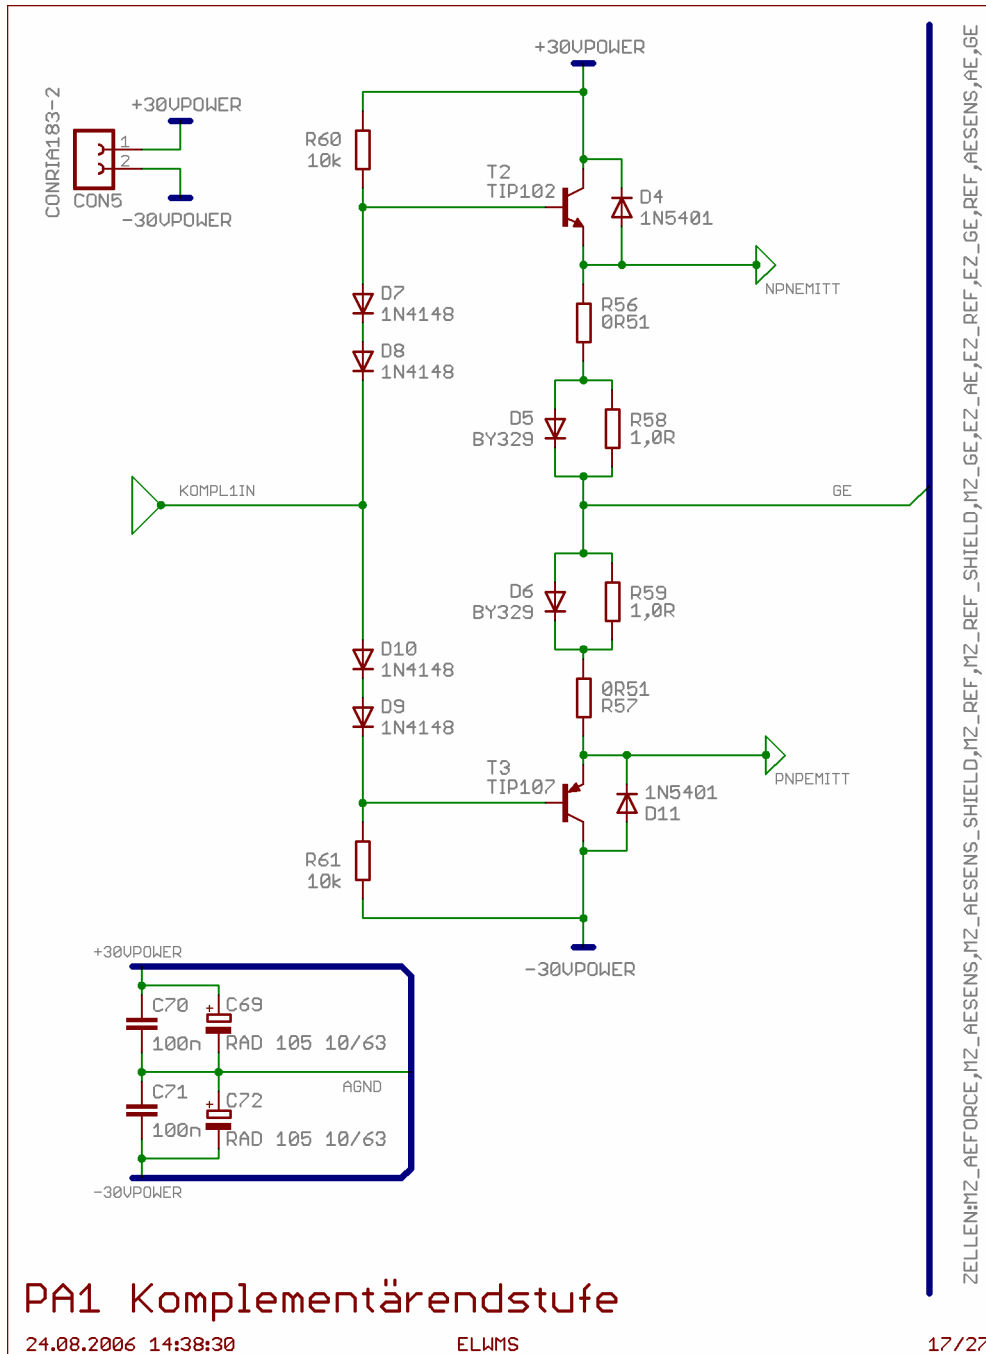 +30VPOWER
CONRIA183-2
+30VPOWER
1
2
CON5
-30VPOWER
R60
10k
T2
TIP102
D4
1N5401
NPNEMITT
D7
1N4148
D8
1N4148
R56
0R51
D5
BY329
R58
1,0R
KOMPL1IN
GE
D6
BY329
R59
1,0R
D10
1N4148
D9
1N4148
0R51
R57
T3
TIP107
1N5401
D11
PNPEMITT
R61
10k
-30VPOWER
+30VPOWER
C70
100n
+
C69
RAD 105 10/63
AGND
C71
100n
+
C72
RAD 105 10/63
-30VPOWER
ZELLEN:MZ_AEFORCE,MZ_AESENS,MZ_AESENS_SHIELD,MZ_REF,MZ_REF_SHIELD,MZ_GE,EZ_AE,EZ_REF,EZ_GE,REF,AESENS,AE,GE
PA1 Komplementärendstufe
24.08.2006 14:38:30
ELWMS
17/27